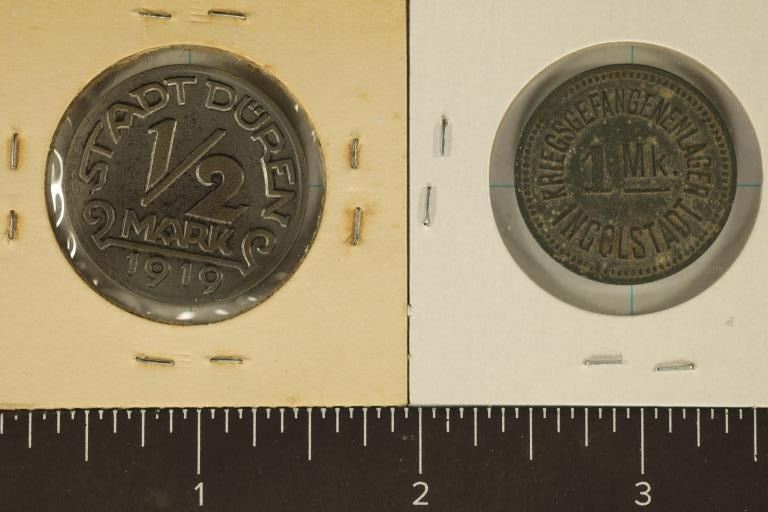 STADT DÜREN
1/2
MARK
1919
KRIEGSGEFANGENENLAGER
1 Mk.
INGOLSTADT
1 2 3